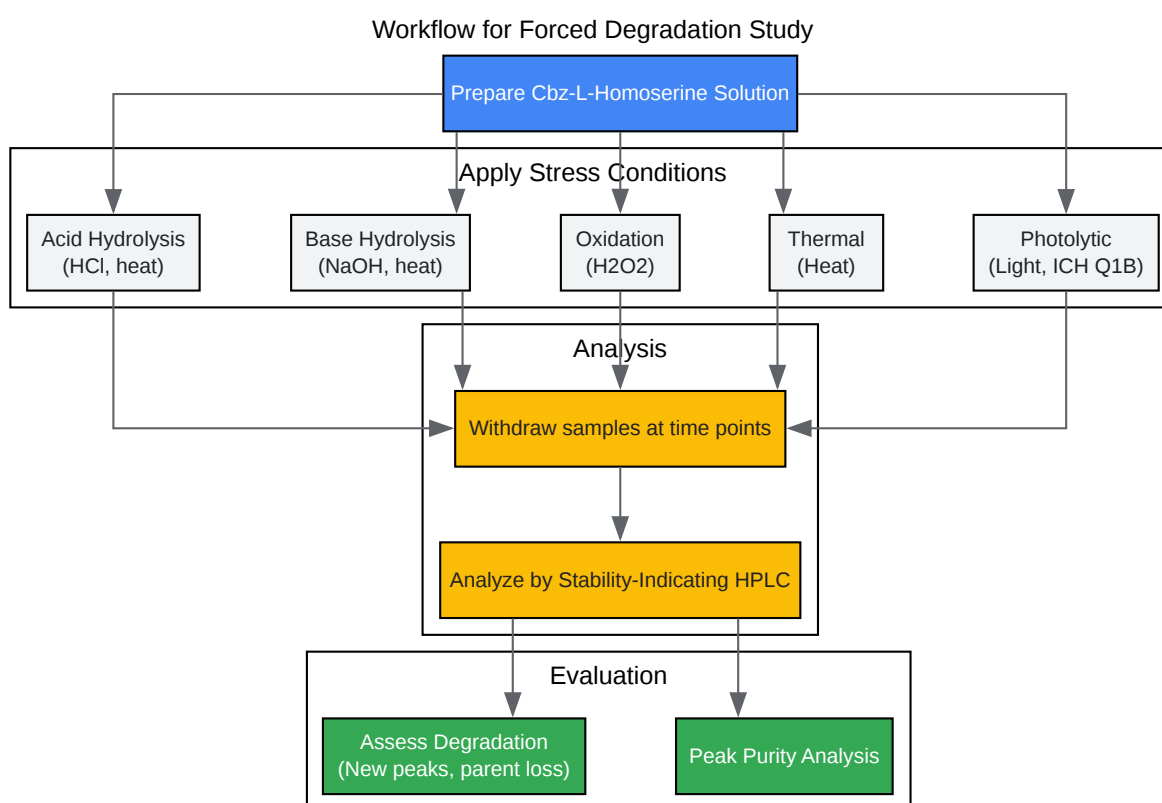 Workflow for Forced Degradation Study
Prepare Cbz-L-Homoserine Solution
Apply Stress Conditions
Acid Hydrolysis
(HCl, heat)
Base Hydrolysis
(NaOH, heat)
Oxidation
(H2O2)
Thermal
(Heat)
Photolytic
(Light, ICH Q1B)
Analysis
Withdraw samples at time points
Analyze by Stability-Indicating HPLC
Evaluation
Assess Degradation
(New peaks, parent loss)
Peak Purity Analysis